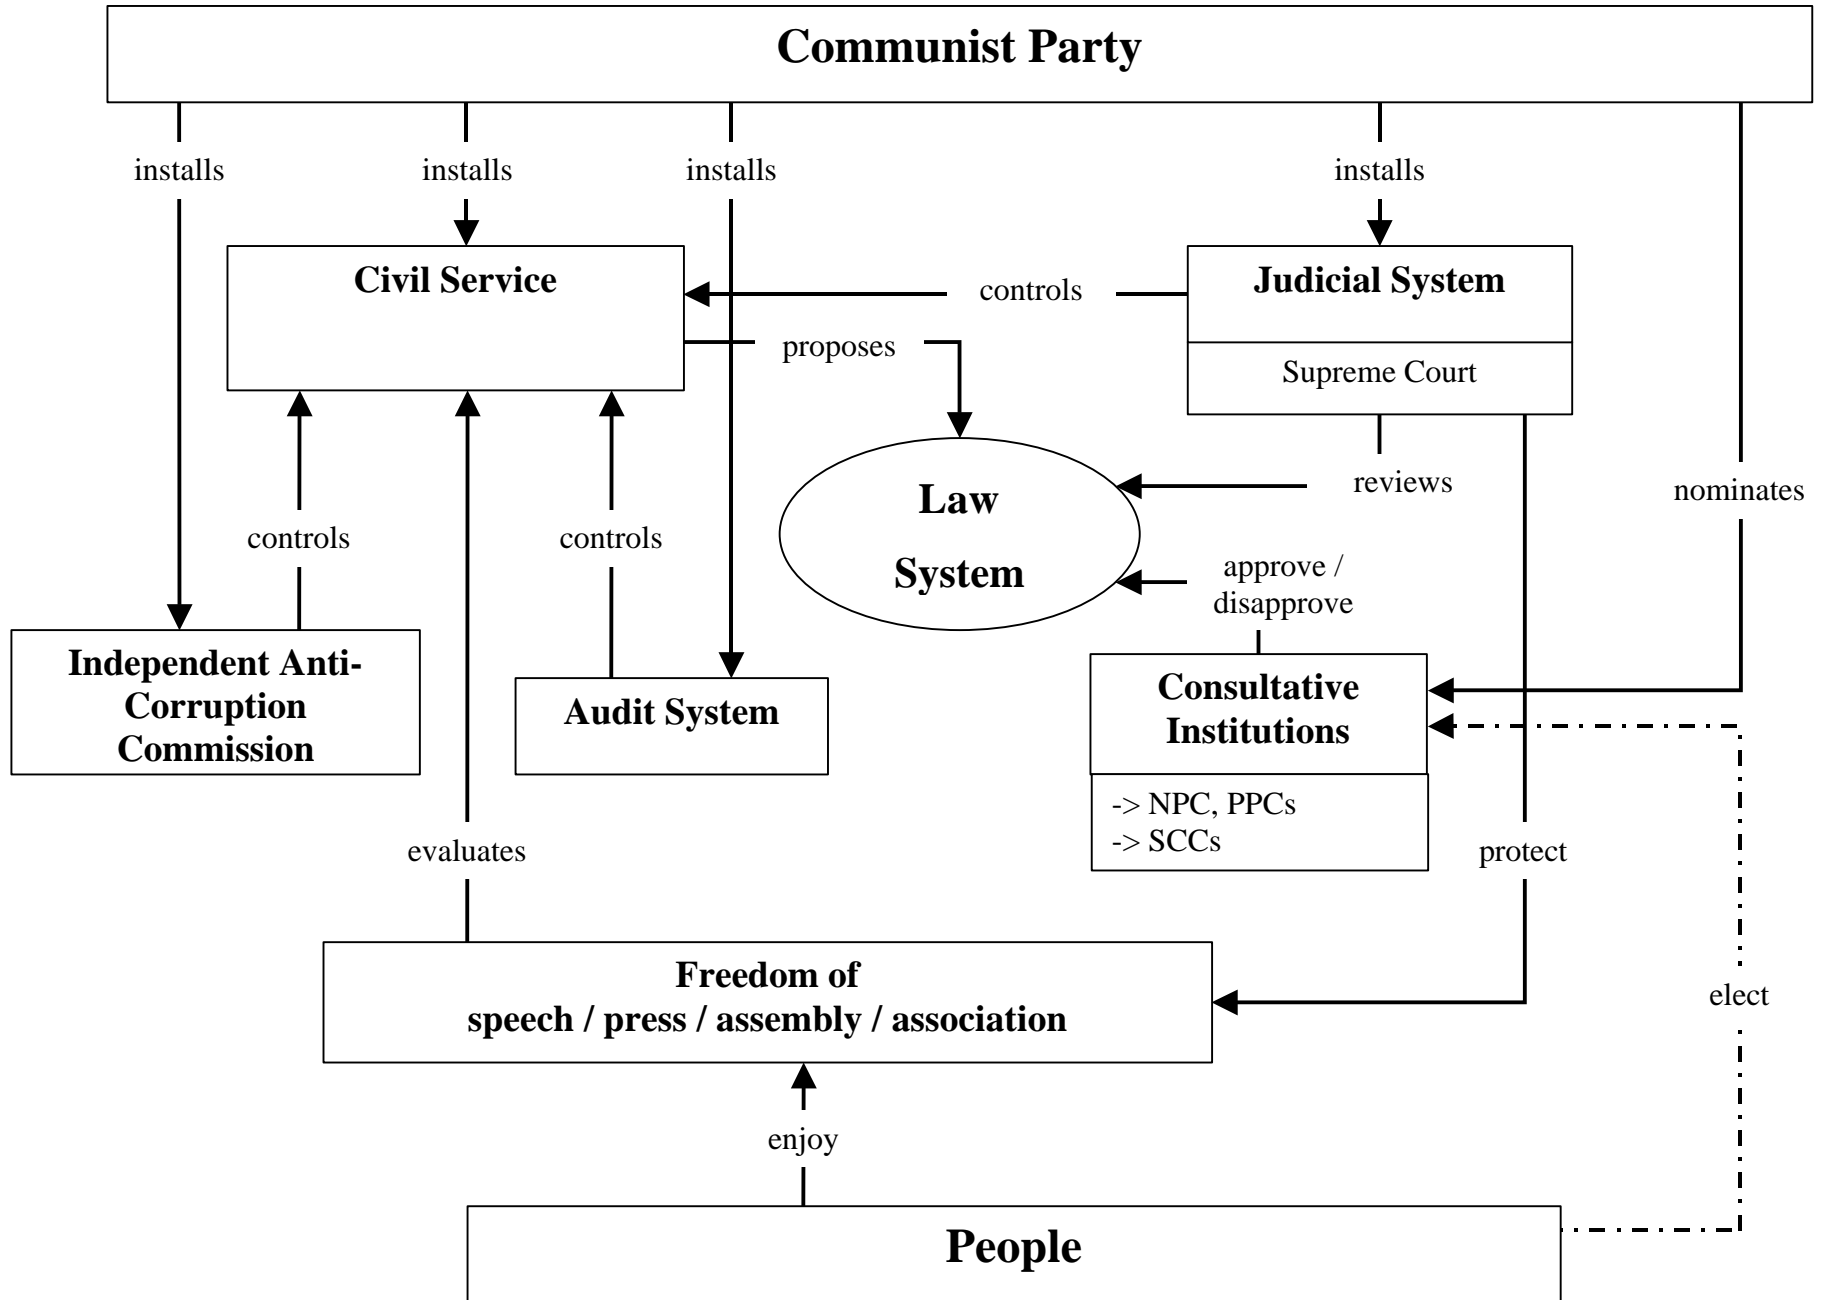 Communist Party
installs
installs
installs
installs
Civil Service
controls
Judicial System
proposes
Supreme Court
reviews
nominates
Law
System
controls
controls
approve /
disapprove
Independent Anti-
Corruption
Commission
Audit System
Consultative
Institutions
-> NPC, PPCs
-> SCCs
evaluates
protect
Freedom of
speech / press / assembly / association
elect
enjoy
People